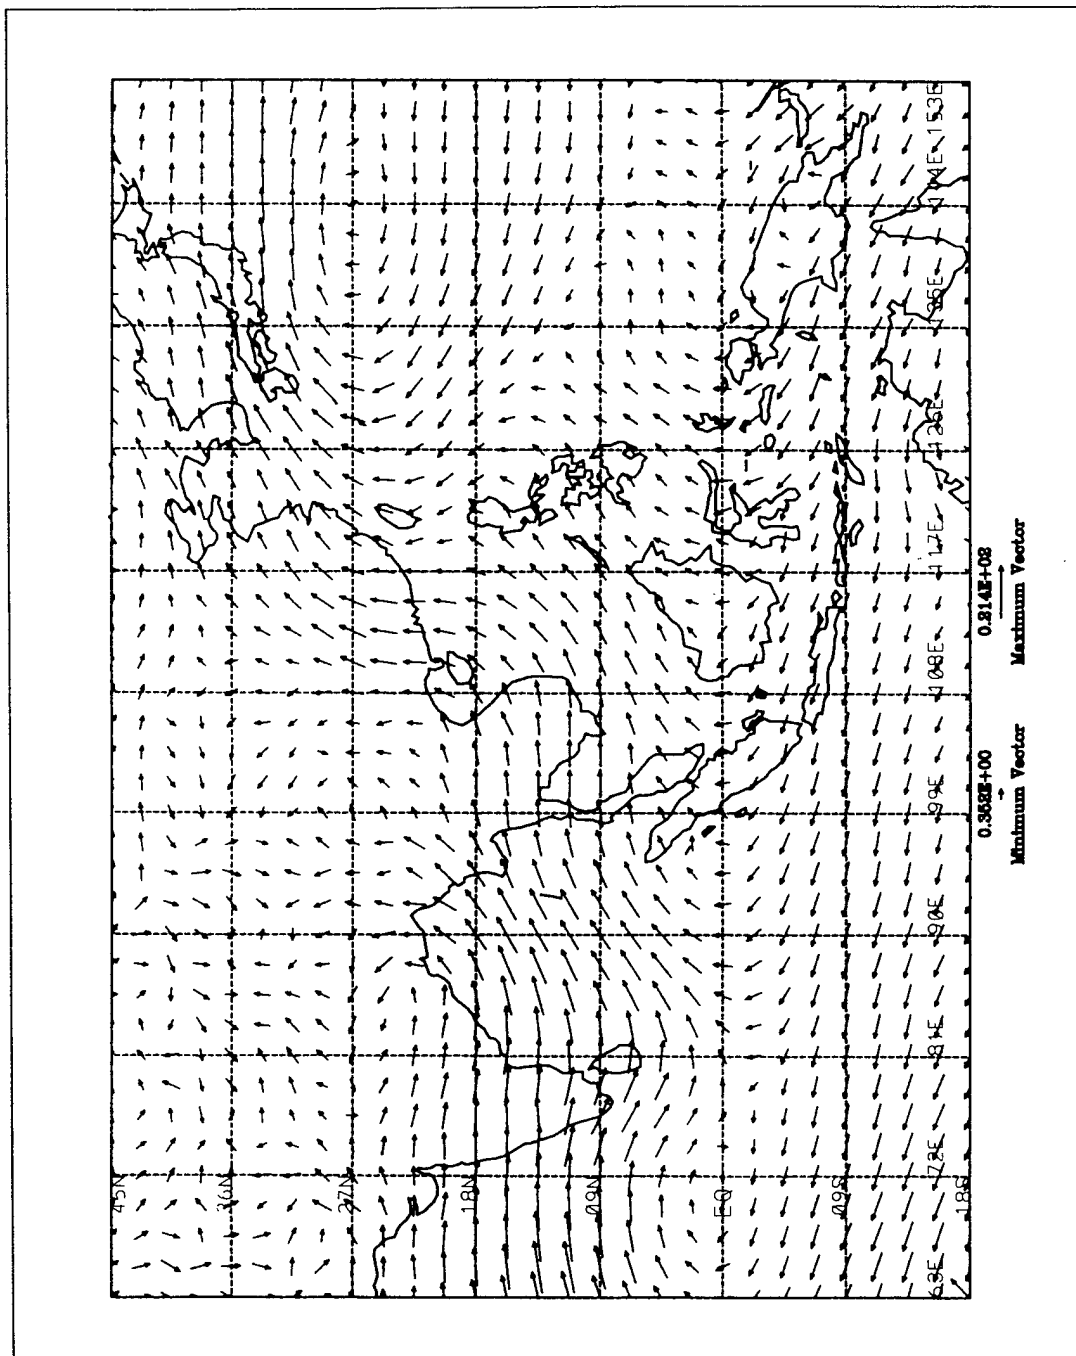 45N
36N
27N
18N
09N
EQ
09S
18S
63E
72E
81E
90E
99E
108E
117E
126E
135E
144E
153E
0.352E+00
Minimum Vector
0.214E+02
Maximum Vector